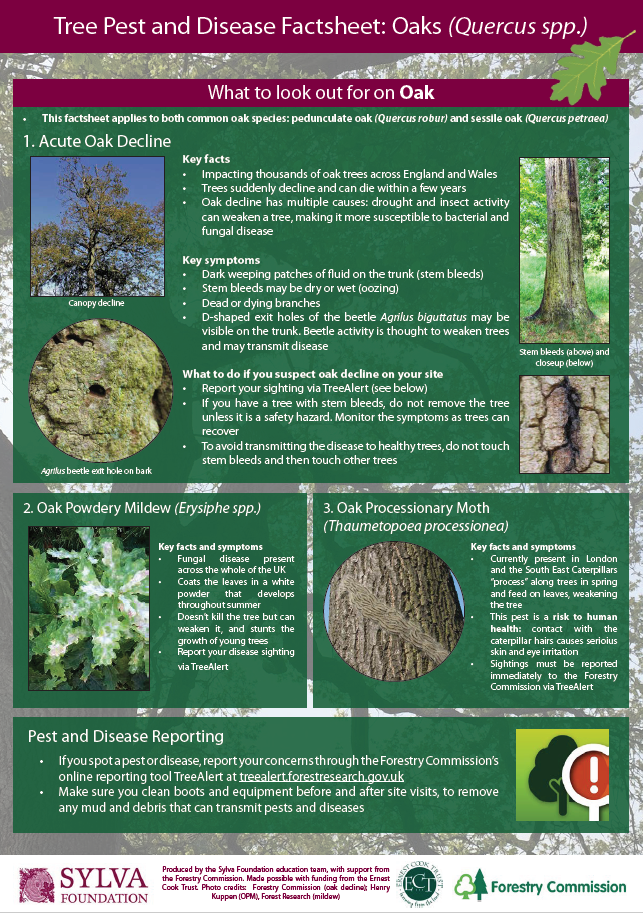 Tree Pest and Disease Factsheet: Oaks (Quercus spp.)
What to look out for on Oak
• This factsheet applies to both common oak species: pedunculate oak (Quercus robur) and sessile oak (Quercus petraea)
1. Acute Oak Decline
Canopy decline
Agrilus beetle exit hole on bark
Key facts
• Impacting thousands of oak trees across England and Wales
• Trees suddenly decline and can die within a few years
• Oak decline has multiple causes: drought and insect activity
can weaken a tree, making it more susceptible to bacterial and
fungal disease
Key symptoms
• Dark weeping patches of fluid on the trunk (stem bleeds)
• Stem bleeds may be dry or wet (oozing)
• Dead or dying branches
• D-shaped exit holes of the beetle Agrilus biguttatus may be
visible on the trunk. Beetle activity is thought to weaken trees
and may transmit disease
What to do if you suspect oak decline on your site
• Report your sighting via TreeAlert (see below)
• If you have a tree with stem bleeds, do not remove the tree
unless it is a safety hazard. Monitor the symptoms as trees can
recover
• To avoid transmitting the disease to healthy trees, do not touch
stem bleeds and then touch other trees
Stem bleeds (above) and
closeup (below)
2. Oak Powdery Mildew (Erysiphe spp.)
Key facts and symptoms
• Fungal disease present
across the whole of the UK
• Coats the leaves in a white
powder that develops
throughout summer
• Doesn't kill the tree but can
weaken it, and stunts the
growth of young trees
• Report your disease sighting
via TreeAlert
3. Oak Processionary Moth
(Thaumetopoea processionea)
Key facts and symptoms
• Currently present in London
and the South East Caterpillars
"process" along trees in spring
and feed on leaves, weakening
the tree
• This pest is a risk to human
health: contact with the
caterpillar hairs causes serioius
skin and eye irritation
• Sightings must be reported
immediately to the Forestry
Commission via TreeAlert
Pest and Disease Reporting
• If you spot a pest or disease, report your concerns through the Forestry Commission's
online reporting tool TreeAlert at treealert.forestresearch.gov.uk
• Make sure you clean boots and equipment before and after site visits, to remove
any mud and debris that can transmit pests and diseases
SYLVA
FOUNDATION
Produced by the Sylva Foundation education team, with support from
the Forestry Commission. Made possible with funding from the Ernest
Cook Trust. Photo credits: Forestry Commission (oak decline); Henry
Kuppen (OPM), Forest Research (mildew)
ERNEST COOK TRUST
ECT
Forestry Commission